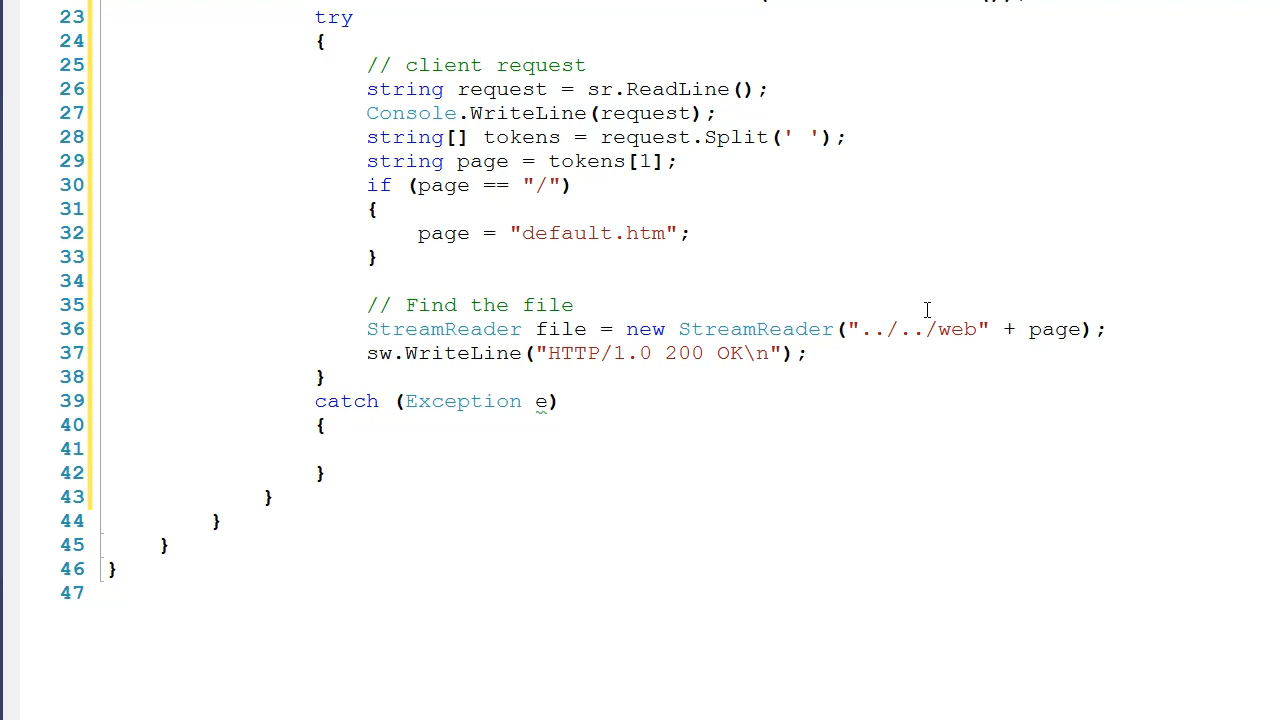 23 try
24 {
25 // client request
26 string request = sr.ReadLine();
27 Console.WriteLine(request);
28 string[] tokens = request.Split(' ');
29 string page = tokens[1];
30 if (page == "/")
31 {
32 page = "default.htm";
33 }
34
35 // Find the file
36 StreamReader file = new StreamReader("../../web" + page);
37 sw.WriteLine("HTTP/1.0 200 OK\n");
38 }
39 catch (Exception e)
40 {
41
42 }
43 }
44 }
45 }
46 }
47